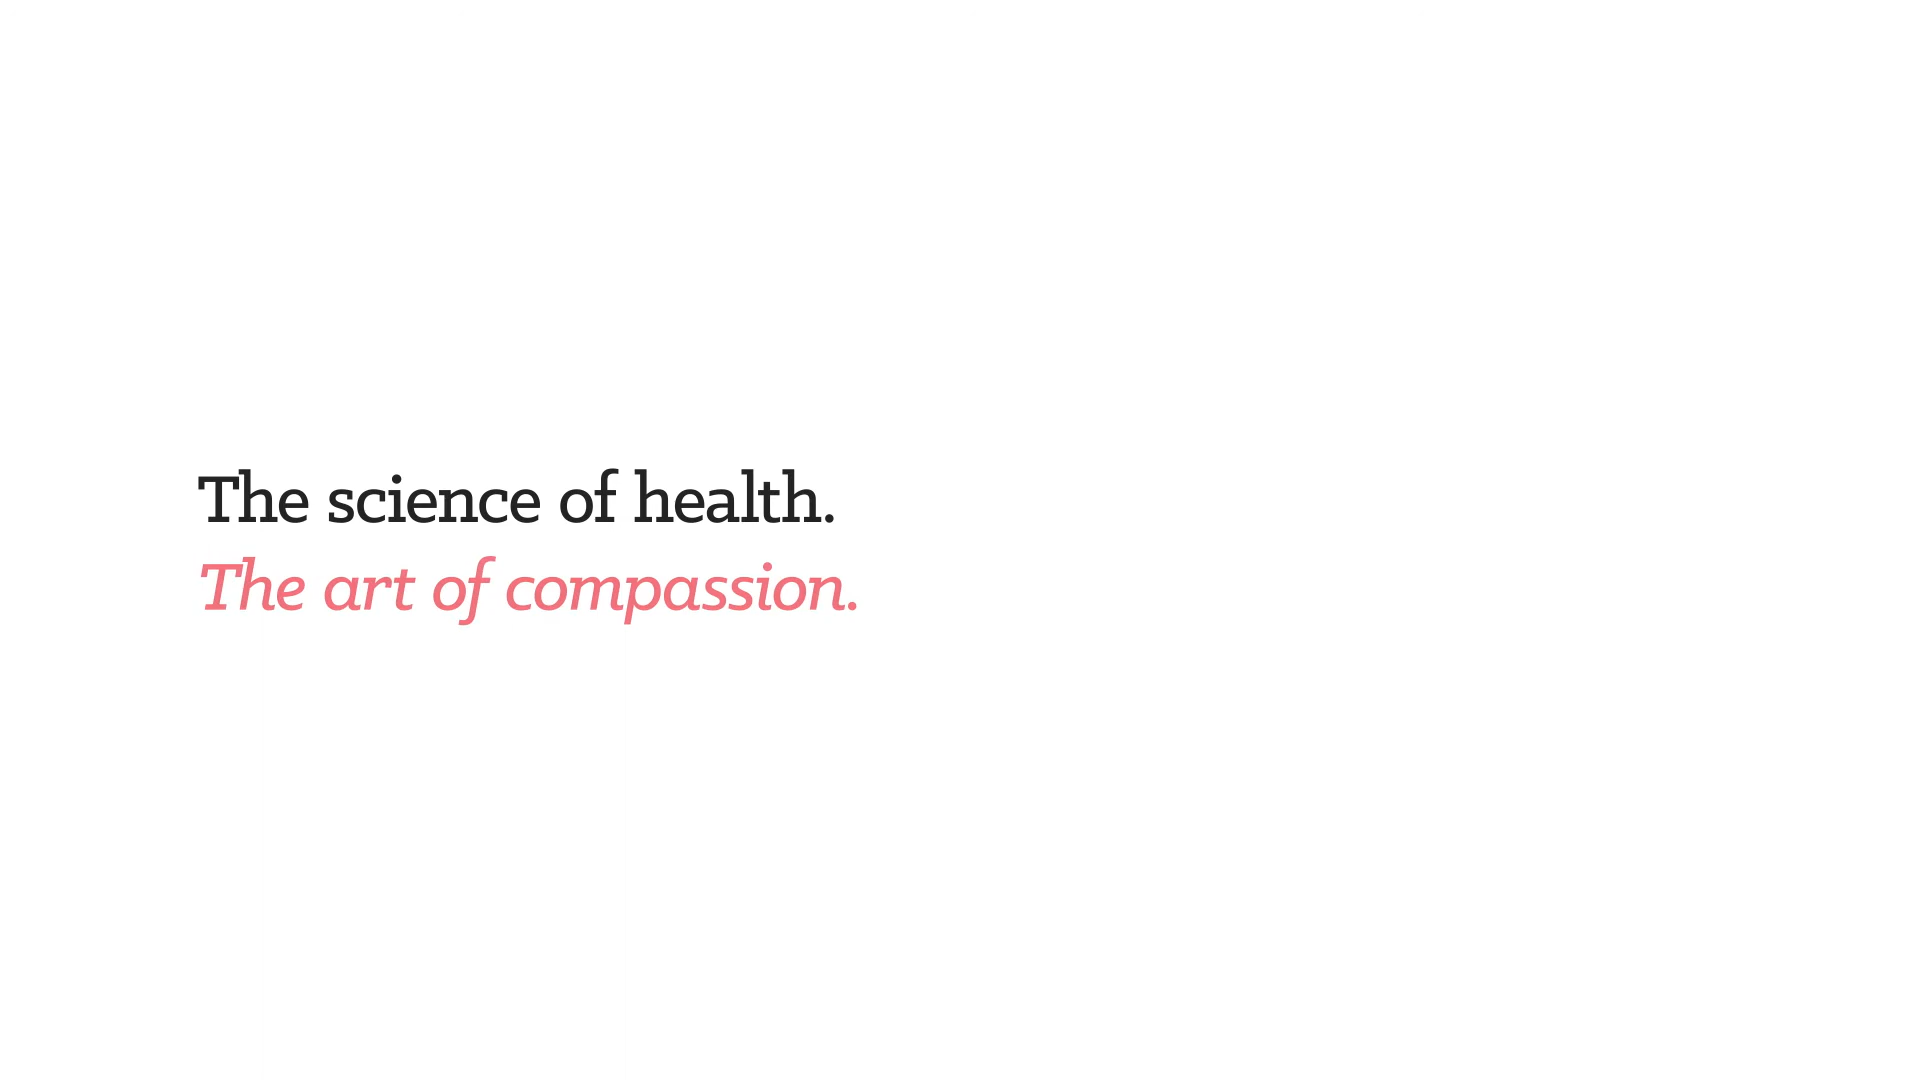 The science of health.
The art of compassion.